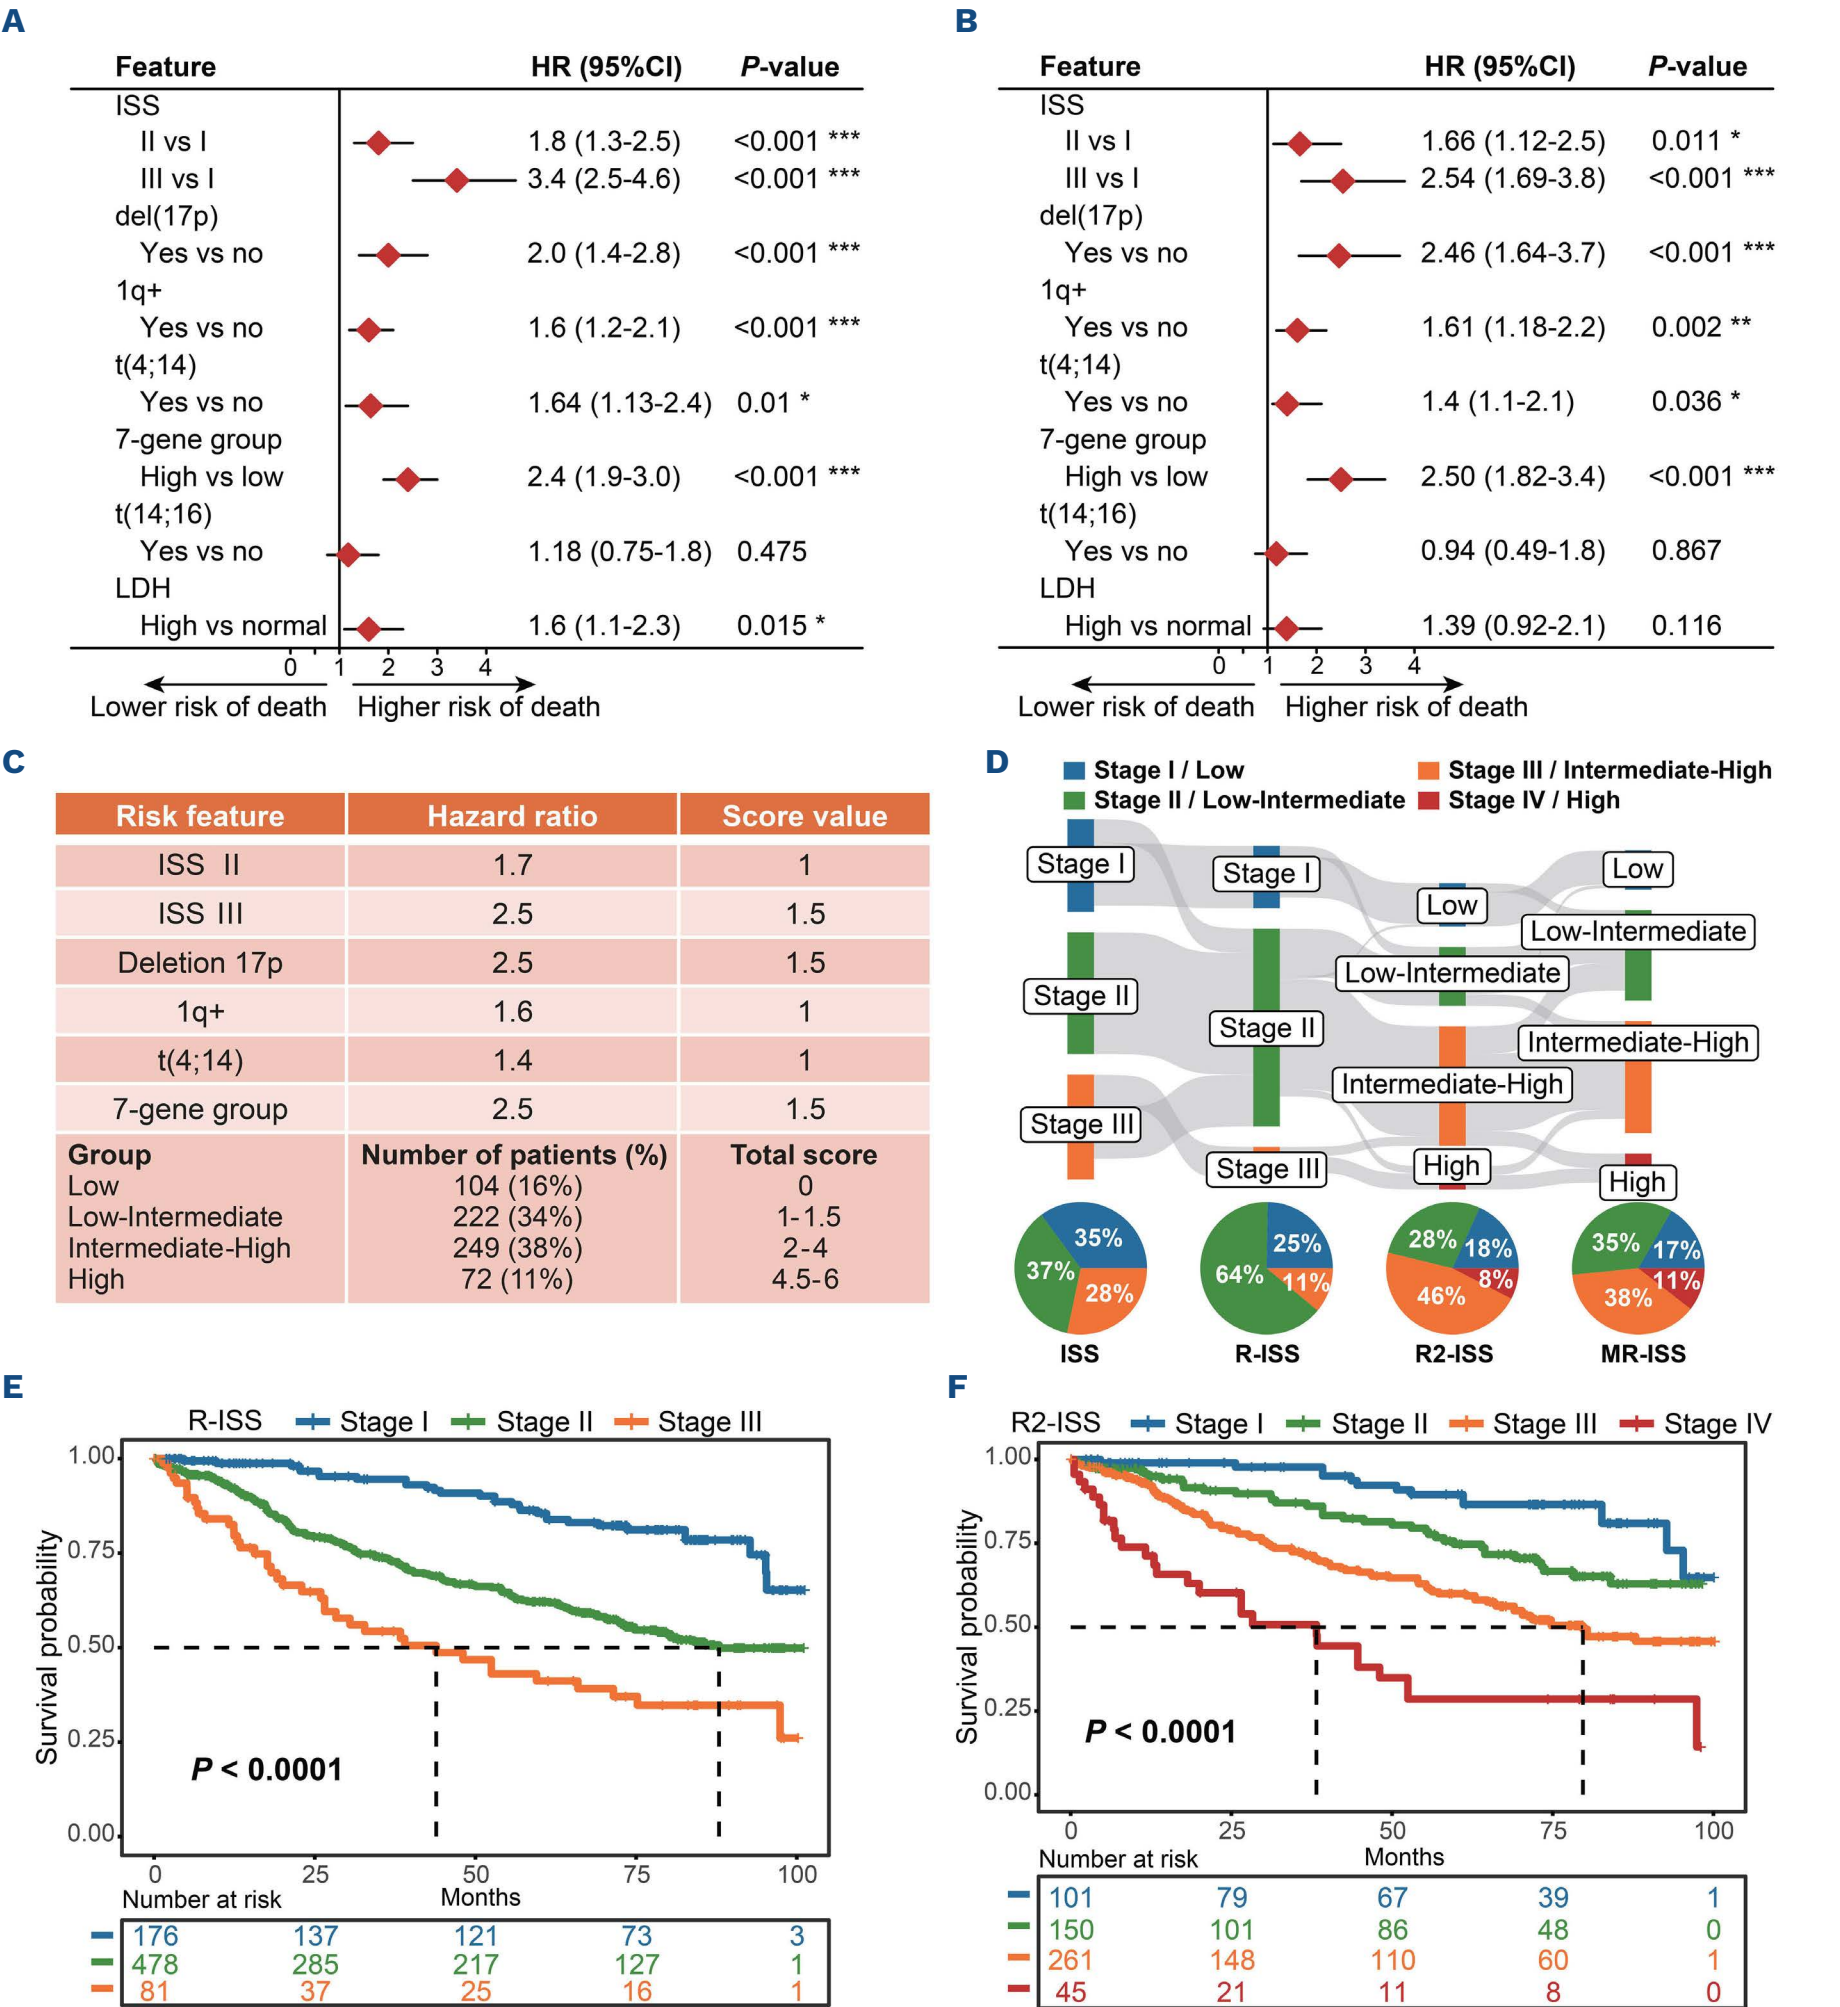 A
Feature HR (95%CI) P-value
ISS
II vs I 1.8 (1.3-2.5) <0.001 ***
III vs I 3.4 (2.5-4.6) <0.001 ***
del(17p)
Yes vs no 2.0 (1.4-2.8) <0.001 ***
1q+
Yes vs no 1.6 (1.2-2.1) <0.001 ***
t(4;14)
Yes vs no 1.64 (1.13-2.4) 0.01 *
7-gene group
High vs low 2.4 (1.9-3.0) <0.001 ***
t(14;16)
Yes vs no 1.18 (0.75-1.8) 0.475
LDH
High vs normal 1.6 (1.1-2.3) 0.015 *
0 1 2 3 4
Lower risk of death Higher risk of death
B
Feature HR (95%CI) P-value
ISS
II vs I 1.66 (1.12-2.5) 0.011 *
III vs I 2.54 (1.69-3.8) <0.001 ***
del(17p)
Yes vs no 2.46 (1.64-3.7) <0.001 ***
1q+
Yes vs no 1.61 (1.18-2.2) 0.002 **
t(4;14)
Yes vs no 1.4 (1.1-2.1) 0.036 *
7-gene group
High vs low 2.50 (1.82-3.4) <0.001 ***
t(14;16)
Yes vs no 0.94 (0.49-1.8) 0.867
LDH
High vs normal 1.39 (0.92-2.1) 0.116
0 1 2 3 4
Lower risk of death Higher risk of death
C
Risk feature Hazard ratio Score value
ISS II 1.7 1
ISS III 2.5 1.5
Deletion 17p 2.5 1.5
1q+ 1.6 1
t(4;14) 1.4 1
7-gene group 2.5 1.5
Group Number of patients (%) Total score
Low 104 (16%) 0
Low-Intermediate 222 (34%) 1-1.5
Intermediate-High 249 (38%) 2-4
High 72 (11%) 4.5-6
D
Stage I / Low Stage III / Intermediate-High
Stage II / Low-Intermediate Stage IV / High
Stage I Stage I Low Low
Stage II Stage II Low-Intermediate Low-Intermediate
Stage III Stage III Intermediate-High Intermediate-High
High High
35% 37% 28%
25% 64% 11%
28% 18% 8% 46%
35% 17% 11% 38%
ISS R-ISS R2-ISS MR-ISS
E
R-ISS Stage I Stage II Stage III
Survival probability
1.00
0.75
0.50
0.25
0.00
P < 0.0001
0 25 50 75 100
Number at risk Months
176 137 121 73 3
478 285 217 127 1
81 37 25 16 1
F
R2-ISS Stage I Stage II Stage III Stage IV
Survival probability
1.00
0.75
0.50
0.25
0.00
P < 0.0001
0 25 50 75 100
Number at risk Months
101 79 67 39 1
150 101 86 48 0
261 148 110 60 1
45 21 11 8 0